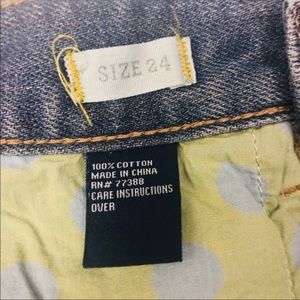 SIZE 24
100% COTTON
MADE IN CHINA
RN# 77388
CARE INSTRUCTIONS
OVER